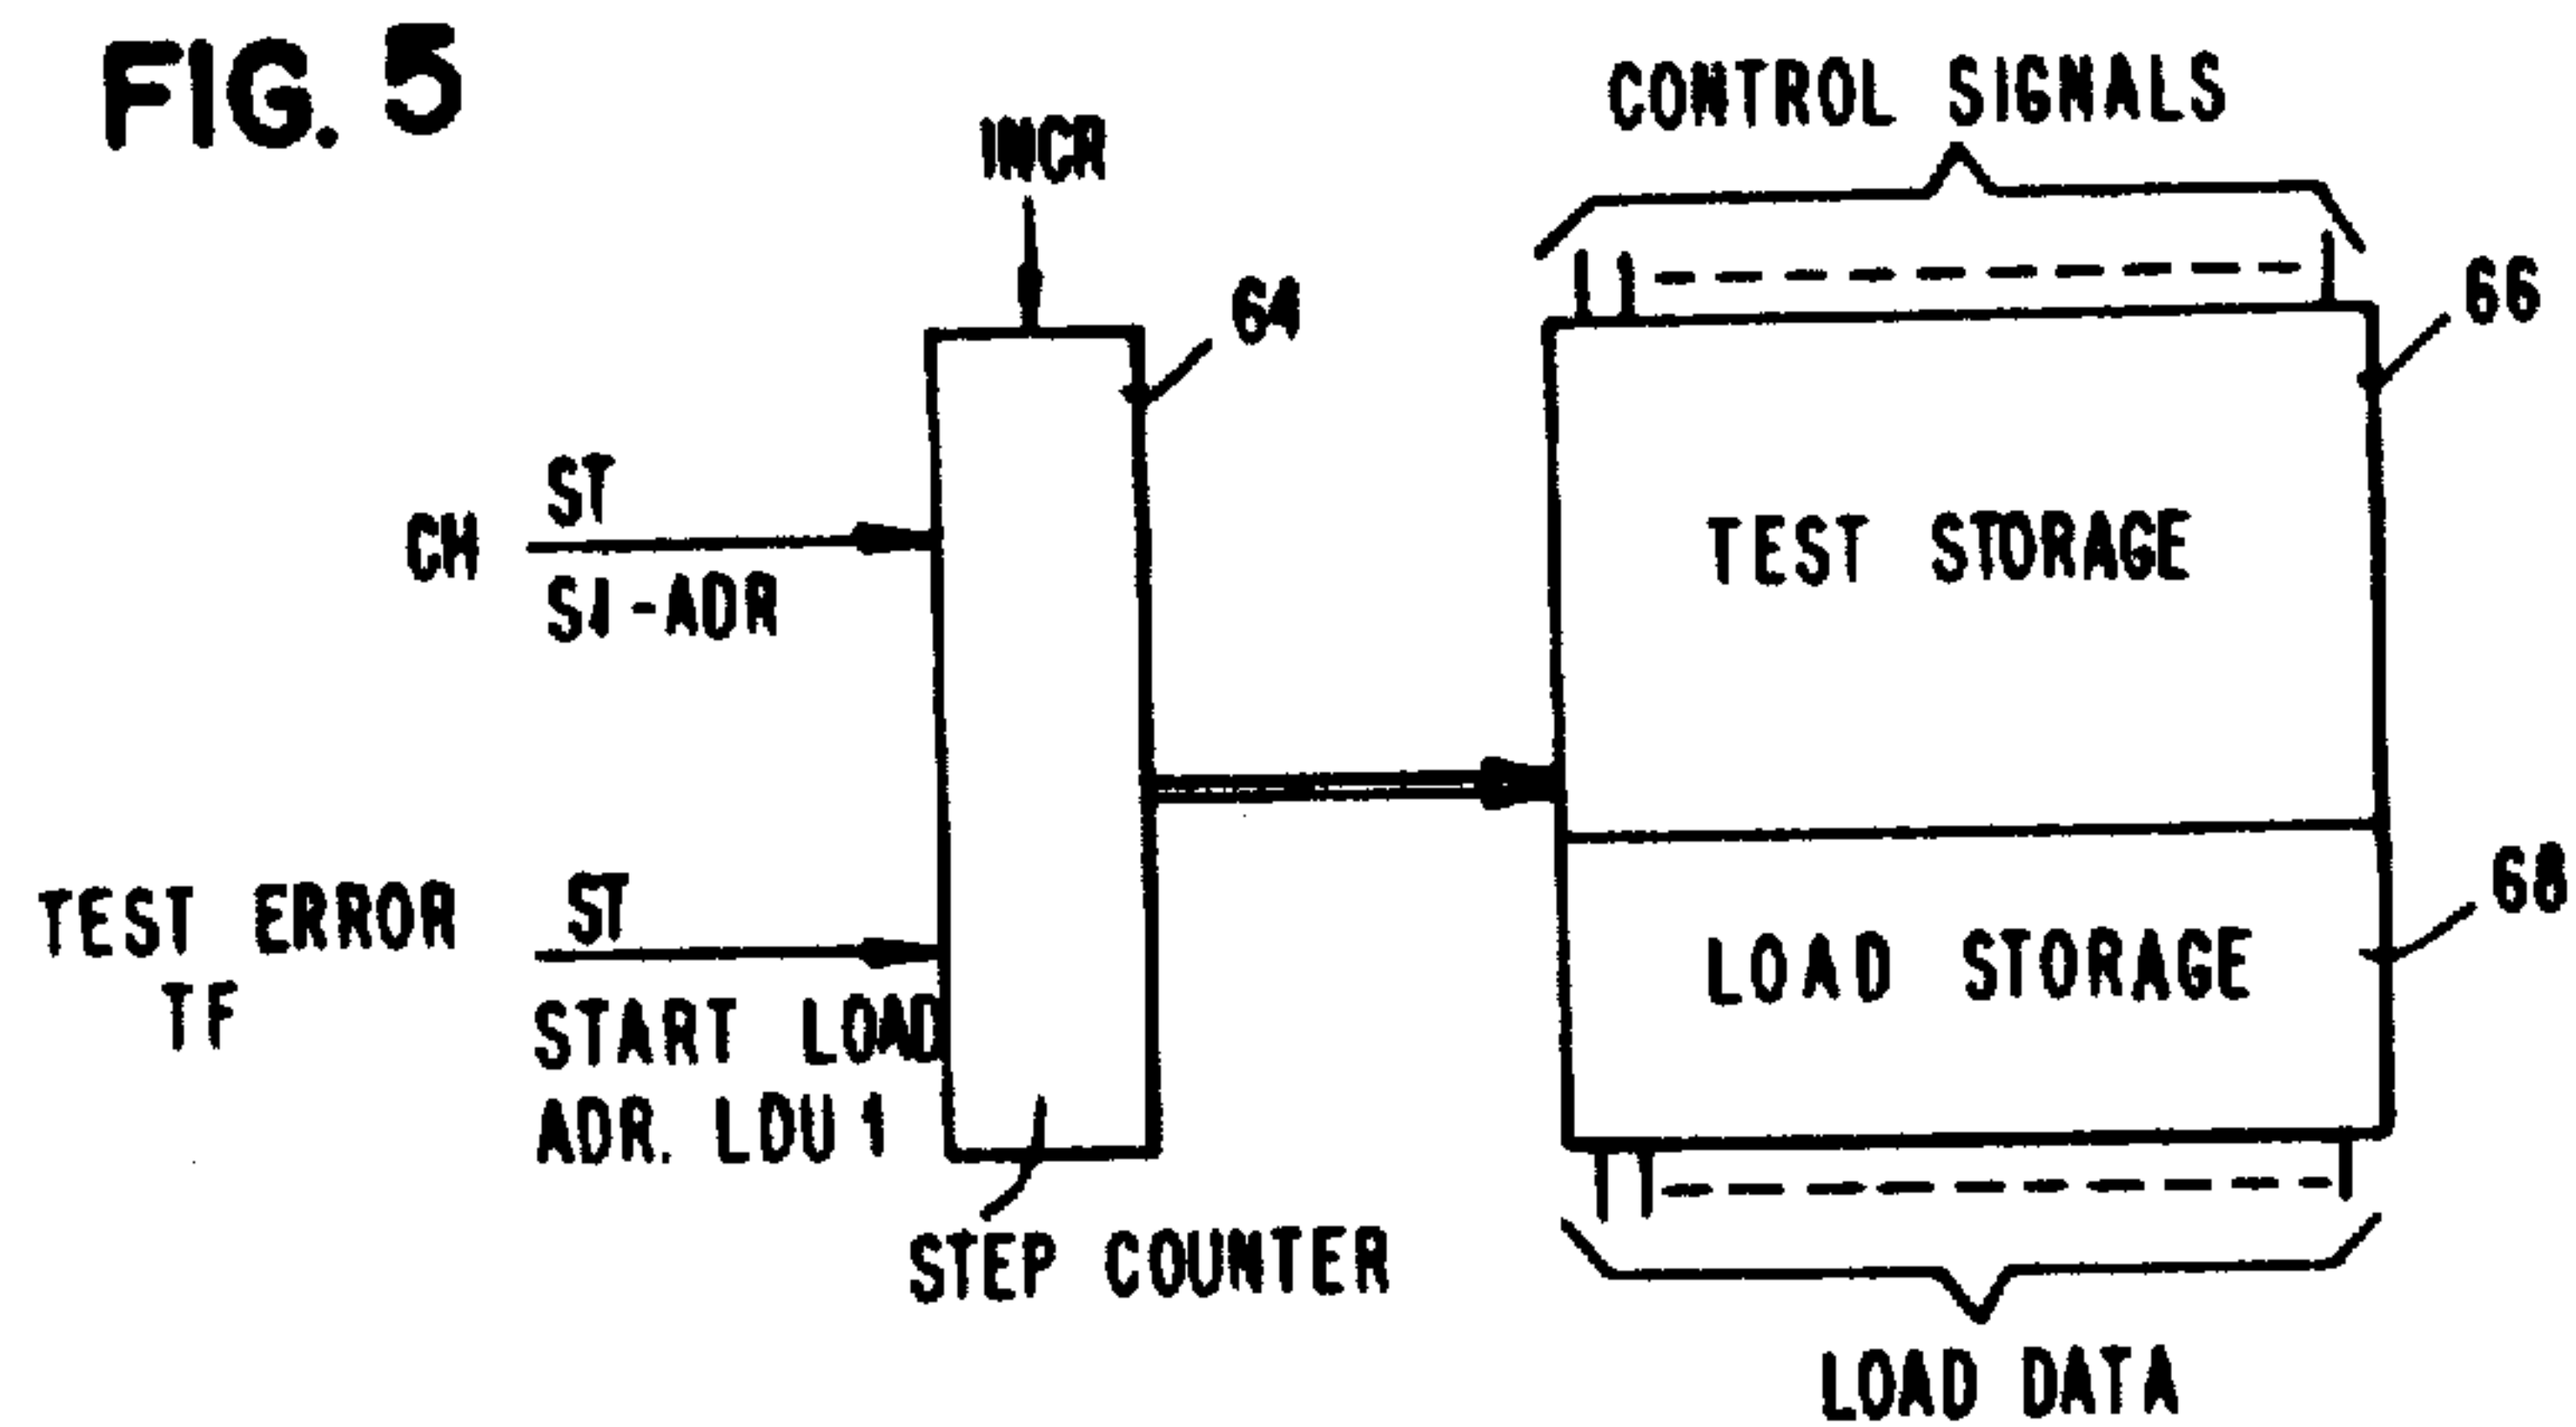 FIG. 5
CONTROL SIGNALS
INCR
64
66
ST
CH
TEST STORAGE
SI-ADR
TEST ERROR
TF
ST
START LOAD
ADR. LDU 1
68
LOAD STORAGE
STEP COUNTER
LOAD DATA